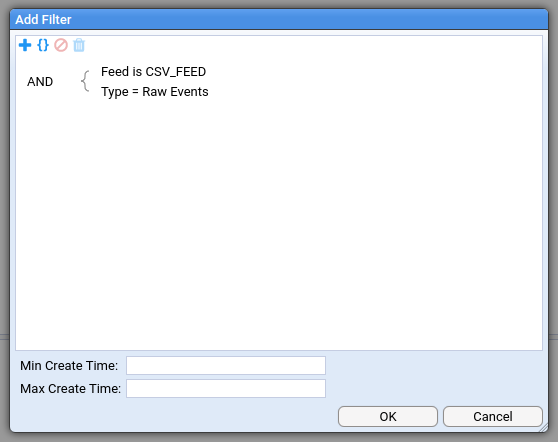 Add Filter
AND
Feed is CSV_FEED
Type = Raw Events
Min Create Time:
Max Create Time:
OK
Cancel